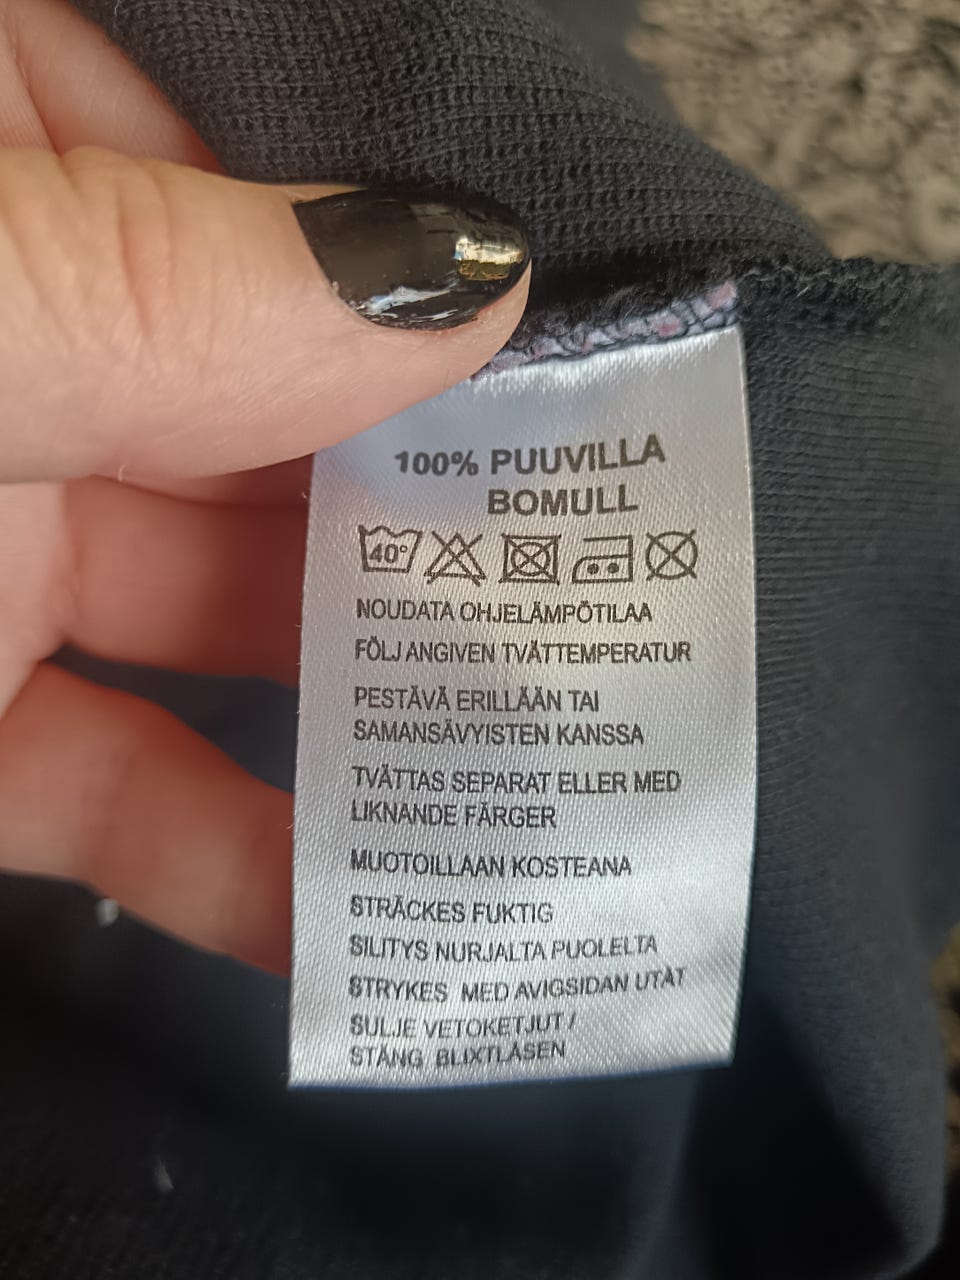 100% PUUVILLA
BOMULL
40°
NOUDATA OHJELÄMPÖTILAA
FÖLJ ANGIVEN TVÄTTEMPERATUR
PESTÄVÄ ERILLÄÄN TAI
SAMANSÄVYISTEN KANSSA
TVÄTTAS SEPARAT ELLER MED
LIKNANDE FÄRGER
MUOTOILLAAN KOSTEANA
STRÄCKES FUKTIG
SILITYS NURJALTA PUOLELTA
STRYKES MED AVIGSIDAN UTÅT
SULJE VETOKETJUT /
STÄNG BLIXTLÅSEN